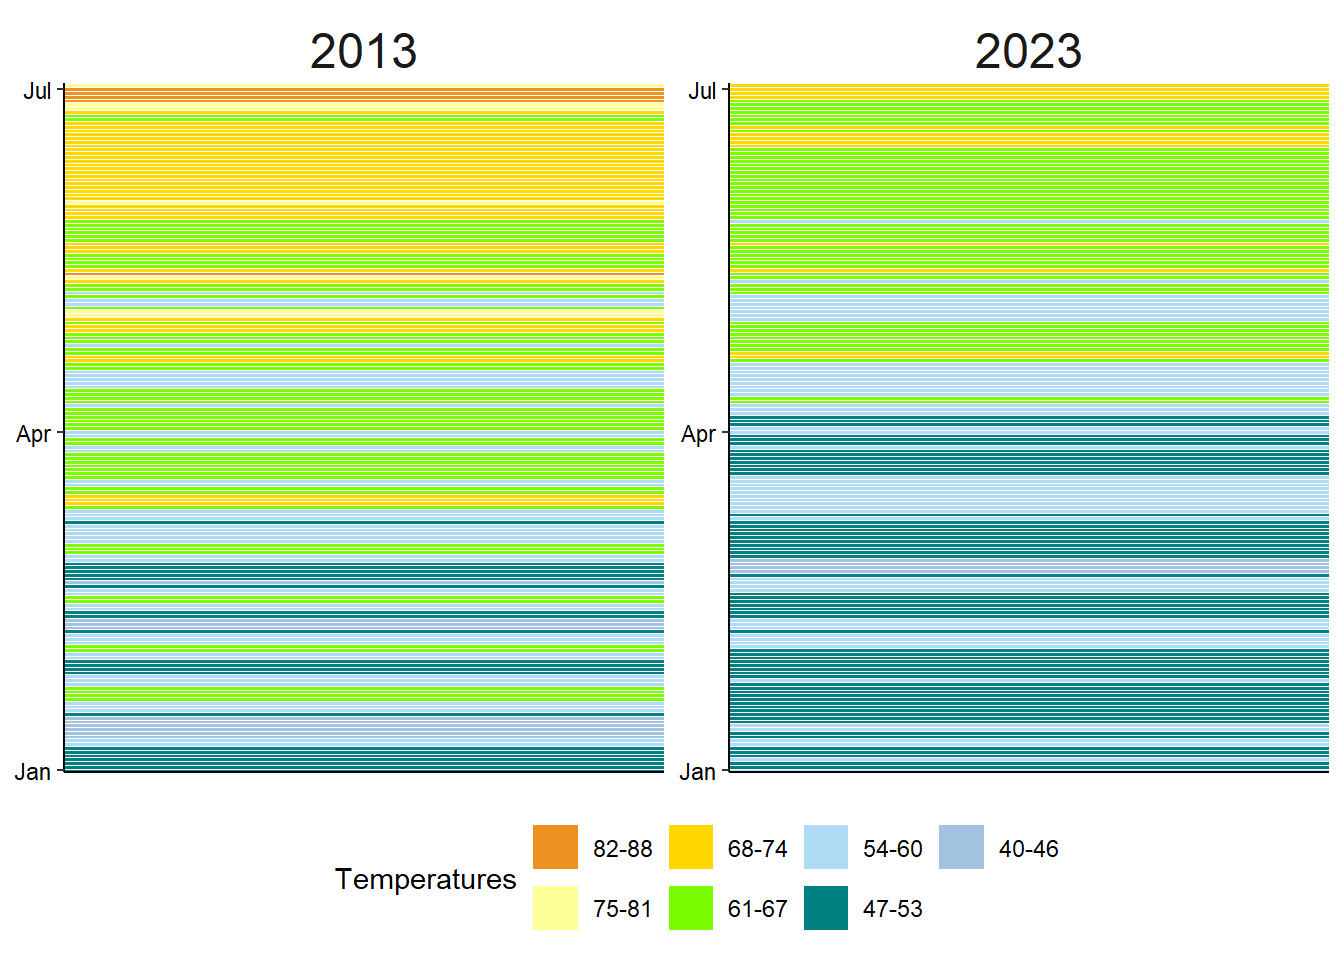 2013
2023
Jul
Apr
Jan
Jul
Apr
Jan
Temperatures
82-88
68-74
54-60
40-46
75-81
61-67
47-53